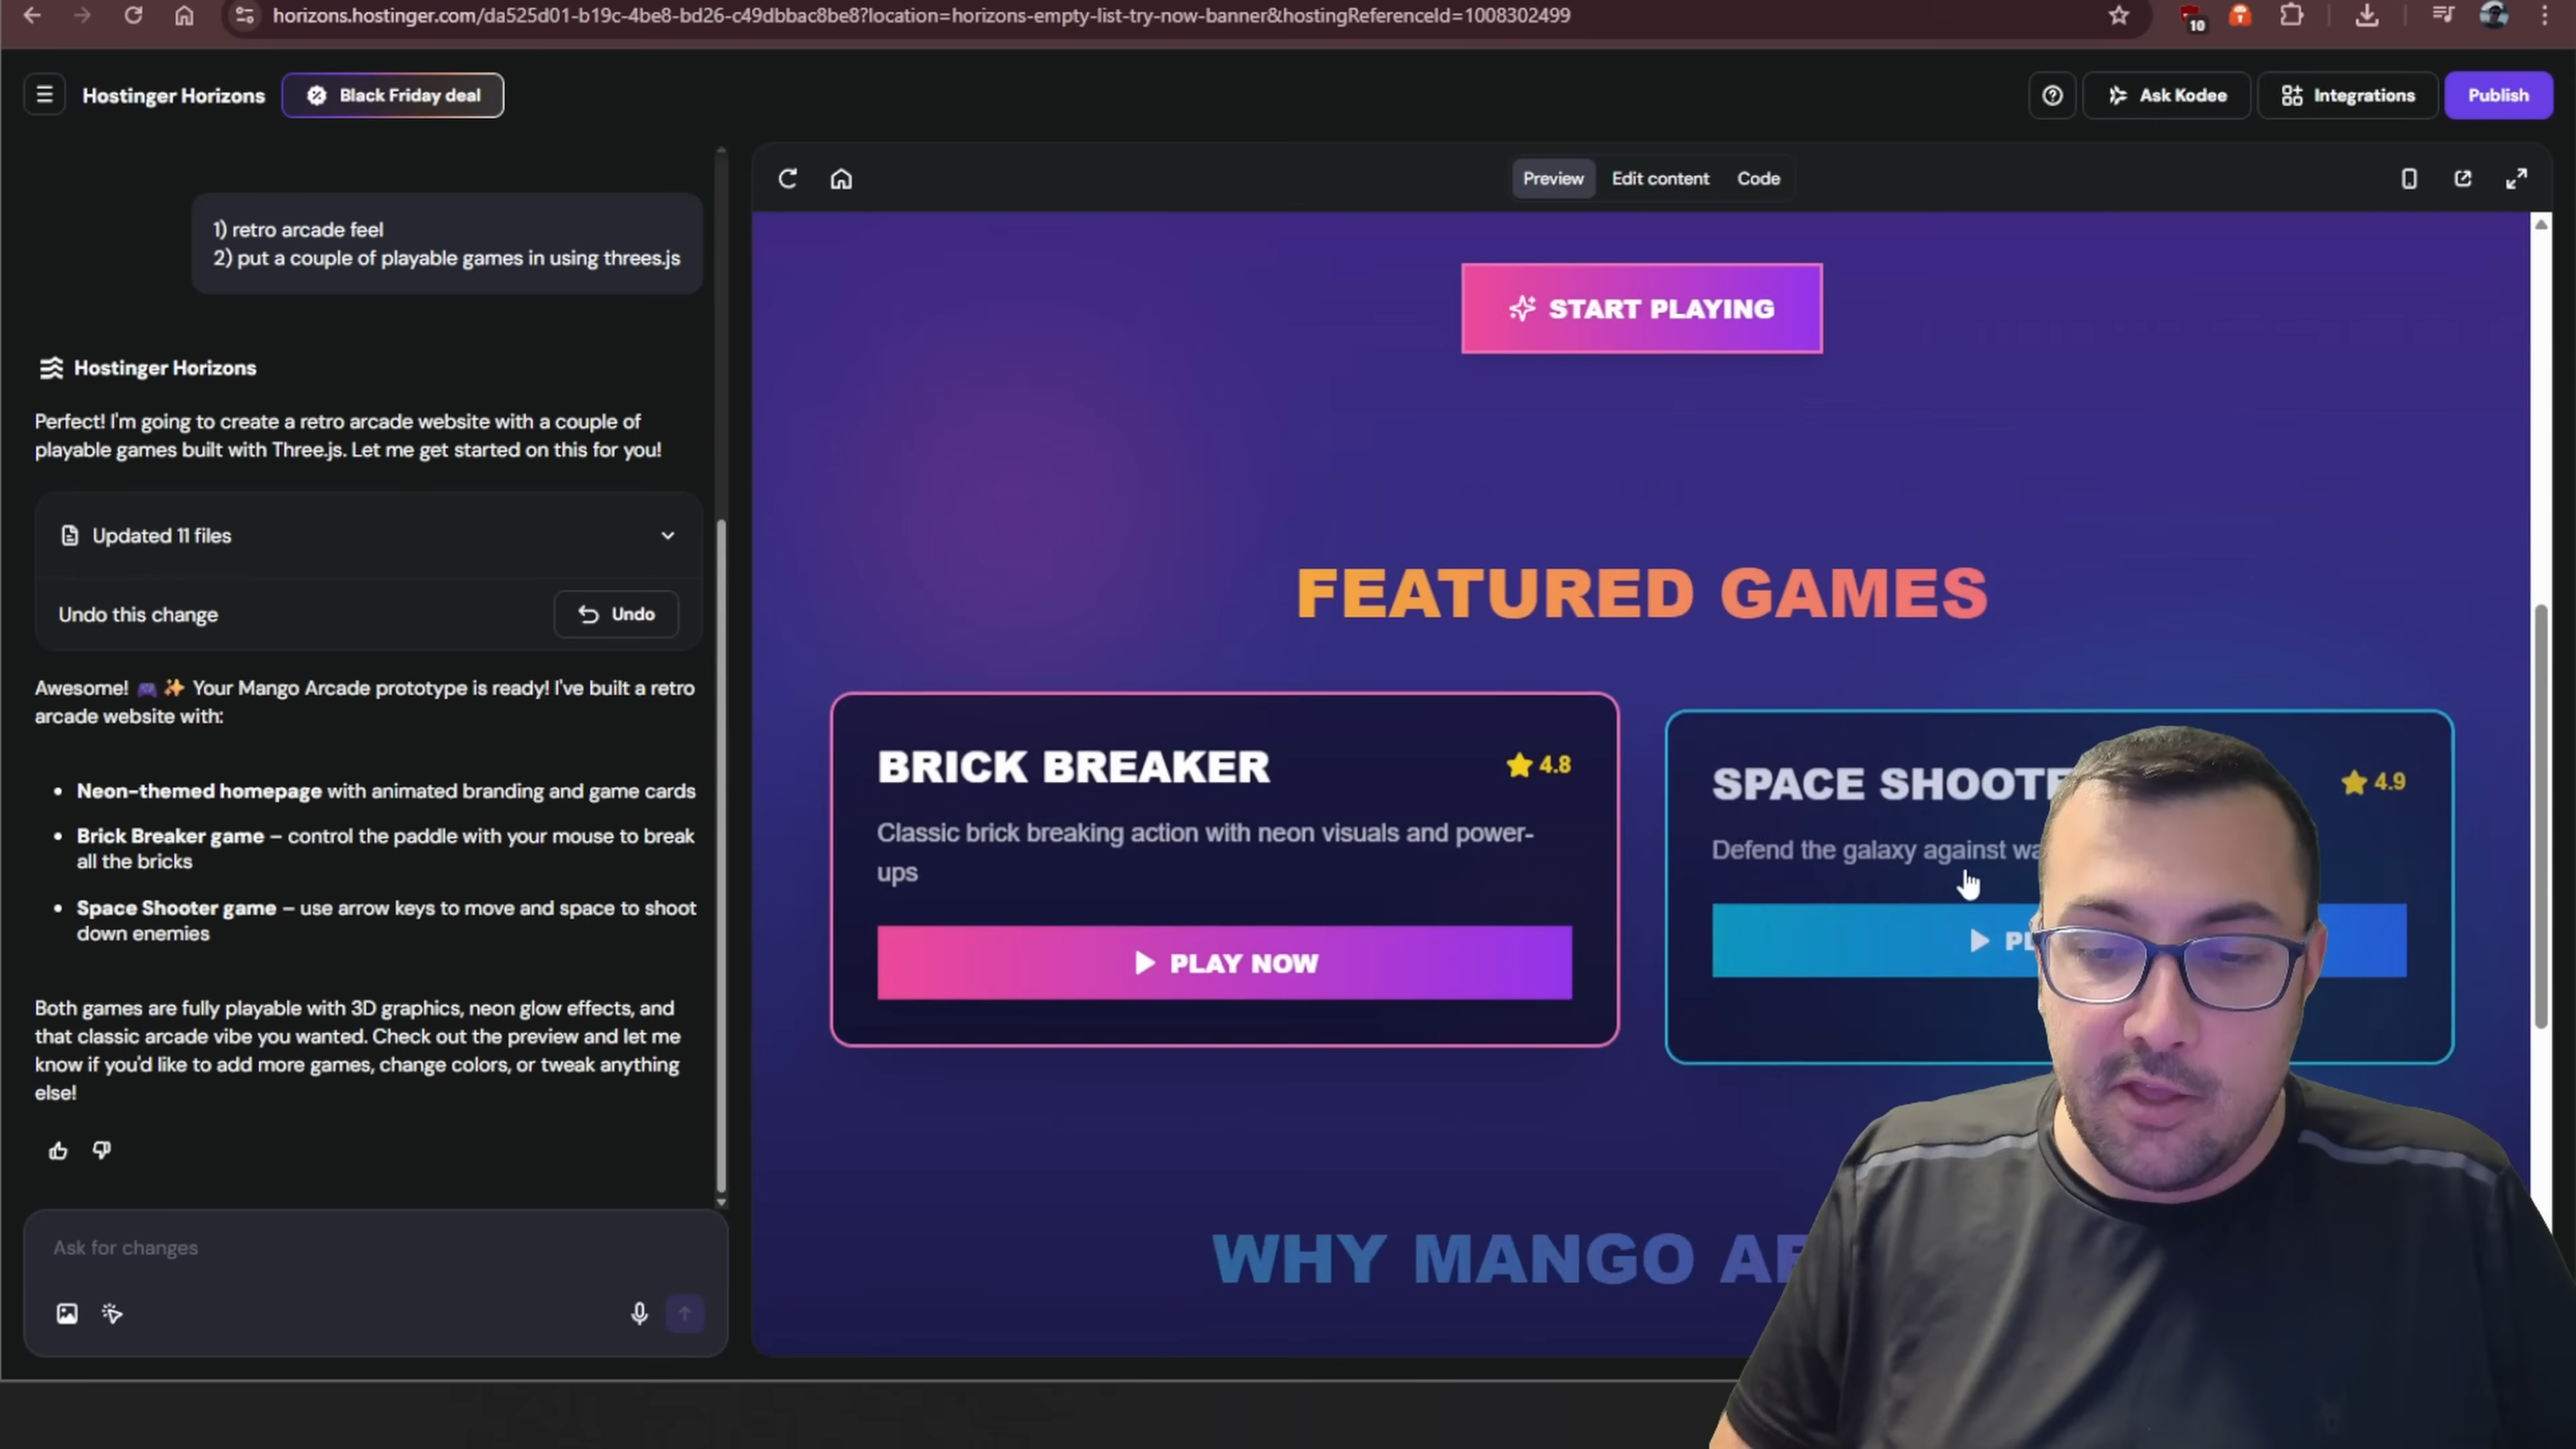 horizons.hostinger.com/da525d01-b19c-4be8-bd26-c49dbbac8be8?location=horizons-empty-list-try-now-banner&hostingReferenceId=1008302499
10
Hostinger Horizons
Black Friday deal
Ask Kodee
Integrations
Publish
1) retro arcade feel
2) put a couple of playable games in using threes.js
Hostinger Horizons
Perfect! I'm going to create a retro arcade website with a couple of
playable games built with Three.js. Let me get started on this for you!
Updated 11 files
Undo this change
Undo
Awesome! 🎮 ✨ Your Mango Arcade prototype is ready! I've built a retro
arcade website with:
• Neon-themed homepage with animated branding and game cards
• Brick Breaker game – control the paddle with your mouse to break
all the bricks
• Space Shooter game – use arrow keys to move and space to shoot
down enemies
Both games are fully playable with 3D graphics, neon glow effects, and
that classic arcade vibe you wanted. Check out the preview and let me
know if you'd like to add more games, change colors, or tweak anything
else!
Ask for changes
Preview
Edit content
Code
START PLAYING
FEATURED GAMES
BRICK BREAKER
4.8
Classic brick breaking action with neon visuals and power-
ups
PLAY NOW
SPACE
4.9
Defend the galaxy against
WHY MANGO